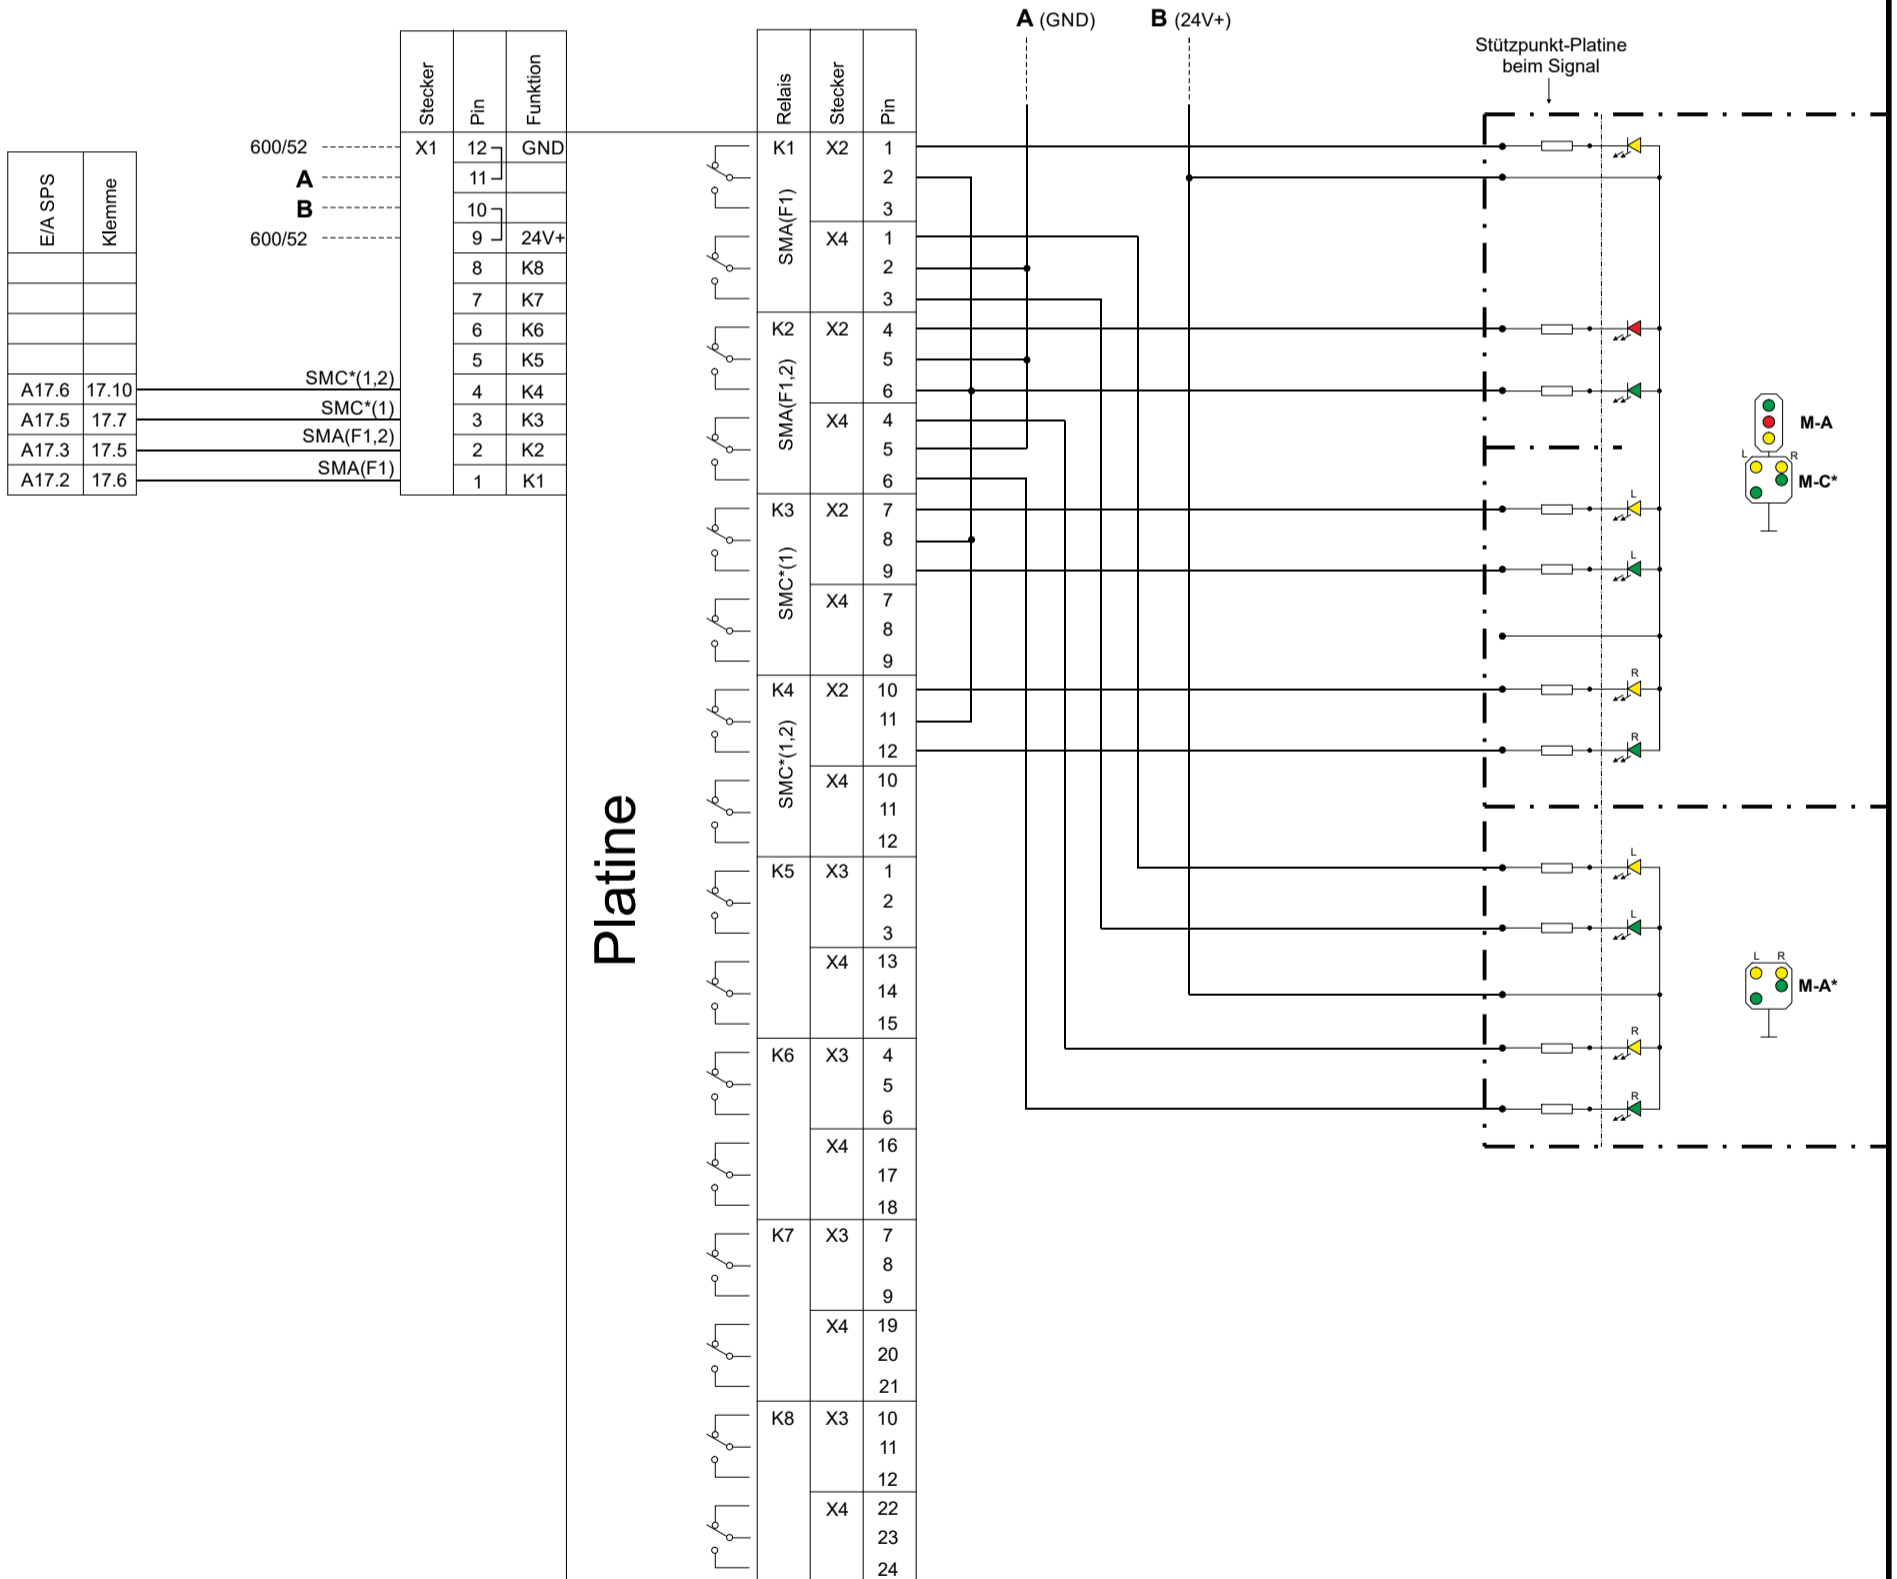 A (GND) B (24V+)
Stützpunkt-Platine
beim Signal
E/A SPS Klemme
A17.6 17.10 SMC*(1,2)
A17.5 17.7 SMC*(1)
A17.3 17.5 SMA(F1,2)
A17.2 17.6 SMA(F1)
600/52
A
B
600/52
Stecker Pin Funktion
X1 12 GND
11
10
9 24V+
8 K8
7 K7
6 K6
5 K5
4 K4
3 K3
2 K2
1 K1
Platine
Relais Stecker Pin
K1 SMA(F1) X2 1
2
3
X4 1
2
3
K2 SMA(F1,2) X2 4
5
6
X4 4
5
6
K3 SMC*(1) X2 7
8
9
X4 7
8
9
K4 SMC*(1,2) X2 10
11
12
X4 10
11
12
K5 X3 1
2
3
X4 13
14
15
K6 X3 4
5
6
X4 16
17
18
K7 X3 7
8
9
X4 19
20
21
K8 X3 10
11
12
X4 22
23
24
L
L
R
R
L
L
R
R
M-A
L R
M-C*
L R
M-A*